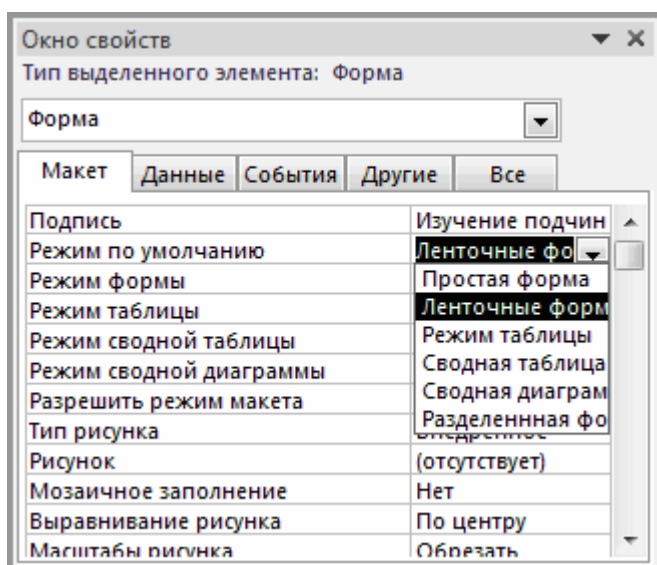 Окно свойств
Тип выделенного элемента: Форма
Форма
Макет Данные События Другие Все
Подпись Изучение подчин
Режим по умолчанию Ленточные фо
Режим формы Простая форма
Ленточные форм
Режим таблицы Режим таблицы
Режим сводной таблицы Сводная таблица
Режим сводной диаграммы Сводная диаграм
Разрешить режим макета Разделеннная фо
Тип рисунка Внедренное
Рисунок (отсутствует)
Мозаичное заполнение Нет
Выравнивание рисунка По центру
Масштабы рисунка Обрезать